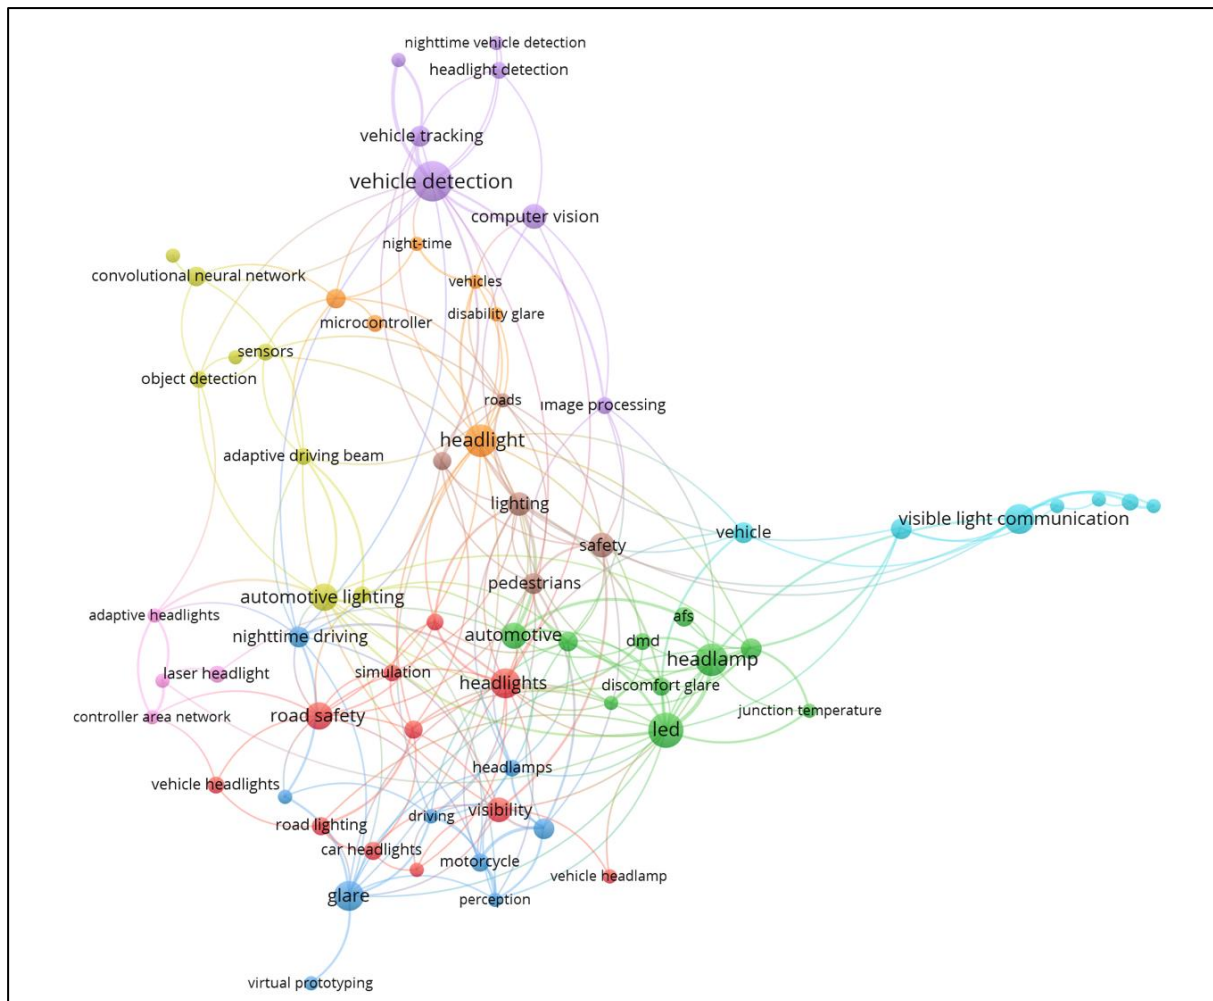 nighttime vehicle detection
headlight detection
vehicle tracking
vehicle detection
computer vision
night-time
convolutional neural network
vehicles
disability glare
microcontroller
sensors
object detection
roads
image processing
headlight
adaptive driving beam
lighting
visible light communication
vehicle
safety
pedestrians
automotive lighting
adaptive headlights
afs
nighttime driving
automotive
dmd
headlamp
laser headlight
simulation
headlights
discomfort glare
controller area network
road safety
junction temperature
led
headlamps
vehicle headlights
driving
visibility
road lighting
car headlights
motorcycle
vehicle headlamp
glare
perception
virtual prototyping